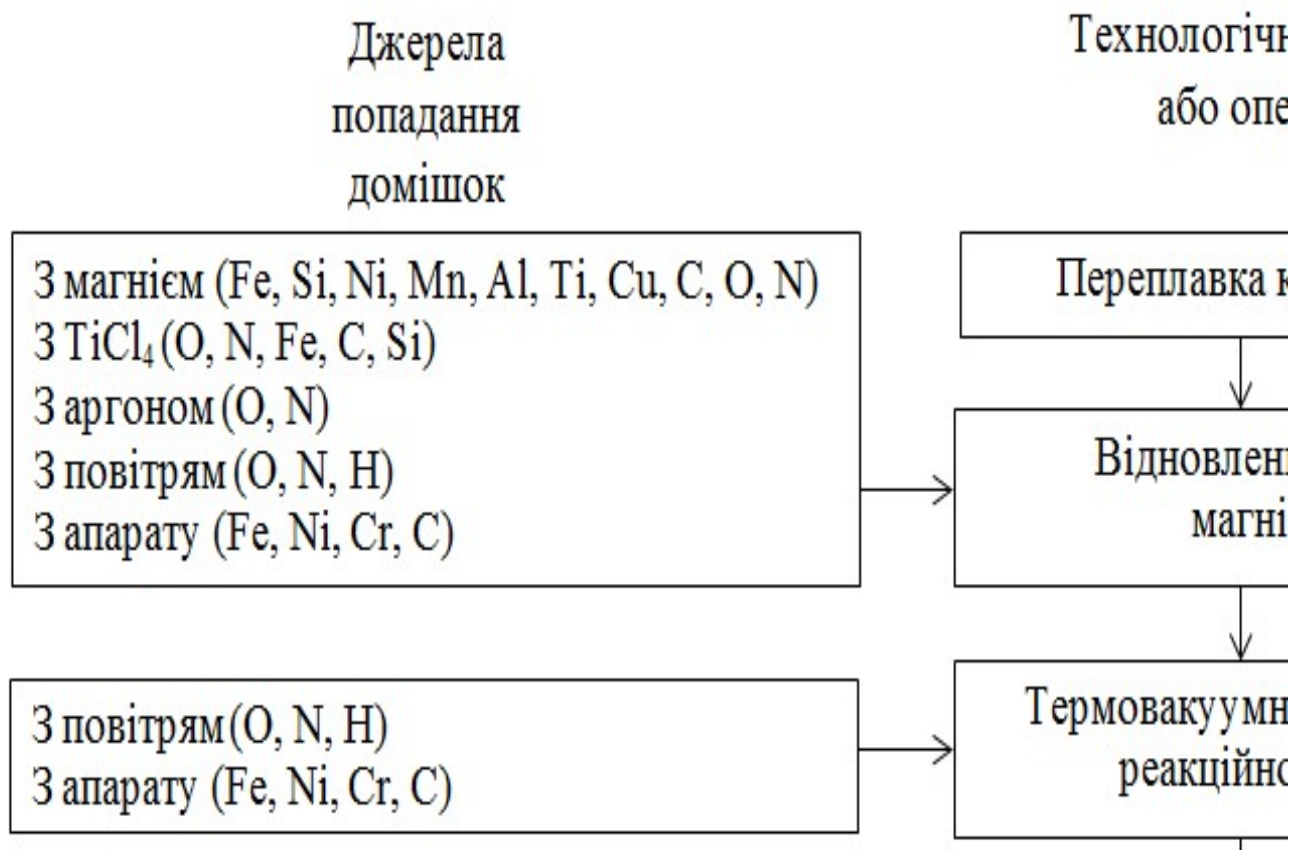 Джерела
попадання
домішок
Технологічн
або опе
З магнієм (Fe, Si, Ni, Mn, Al, Ti, Cu, C, O, N)
З TiCl₄ (O, N, Fe, C, Si)
З аргоном (O, N)
З повітрям (O, N, H)
З апарату (Fe, Ni, Cr, C)
Переплавка к
Відновлен
магні
З повітрям (O, N, H)
З апарату (Fe, Ni, Cr, C)
Термовакуумн
реакційно